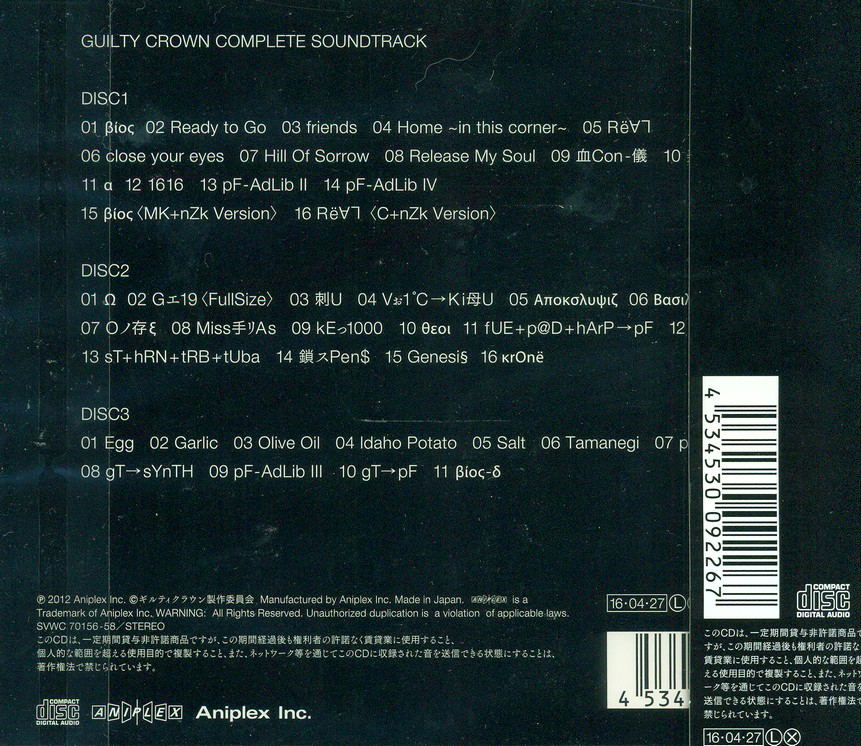 GUILTY CROWN COMPLETE SOUNDTRACK
DISC1
01 βίος 02 Ready to Go 03 friends 04 Home ~in this corner~ 05 Rё∀˥
06 close your eyes 07 Hill Of Sorrow 08 Release My Soul 09 血Con-儀 10
11 α 12 1616 13 pF-AdLib II 14 pF-AdLib IV
15 βίος〈MK+nZk Version〉 16 Rё∀˥〈C+nZk Version〉
DISC2
01 Ω 02 Gエ19〈FullSize〉 03 刺U 04 Vお1℃→Ki母U 05 Αποκσλυψιζ 06 Βασι
07 Oノ存ξ 08 Miss手リAs 09 kEっ1000 10 θεοι 11 fUE+p@D+hArP→pF 12
13 sT+hRN+tRB+tUba 14 鎖スPen$ 15 Genesi§ 16 κrOnё
DISC3
01 Egg 02 Garlic 03 Olive Oil 04 Idaho Potato 05 Salt 06 Tamanegi 07 p
08 gT→sYnTH 09 pF-AdLib III 10 gT→pF 11 βίος-δ
℗ 2012 Aniplex Inc. ©ギルティクラウン製作委員会 Manufactured by Aniplex Inc. Made in Japan. ANIPLEX is a
Trademark of Aniplex Inc. WARNING: All Rights Reserved. Unauthorized duplication is a violation of applicable laws.
SVWC 70156-58／STEREO
このCDは、一定期間貸与非許諾商品ですが、この期間経過後も権利者の許諾なく賃貸業に使用すること、
個人的な範囲を超える使用目的で複製すること、また、ネットワーク等を通じてこのCDに収録された音を送信できる状態にすることは、
著作権法で禁じられています。
COMPACT disc DIGITAL AUDIO ANIPLEX Aniplex Inc.
16・04・27 Ⓛ
4 534
4 534530 092267
COMPACT disc DIGITAL AUDIO
このCDは、一定期間貸与非許諾商品で
すが、この期間経過後も権利者の許諾な
賃貸業に使用すること、個人的な範囲を超
える使用目的で複製すること、また、ネット
ーク等を通じてこのCDに収録された音を
送信できる状態にすることは、著作権法で
禁じられています。
16・04・27 Ⓛ Ⓧ